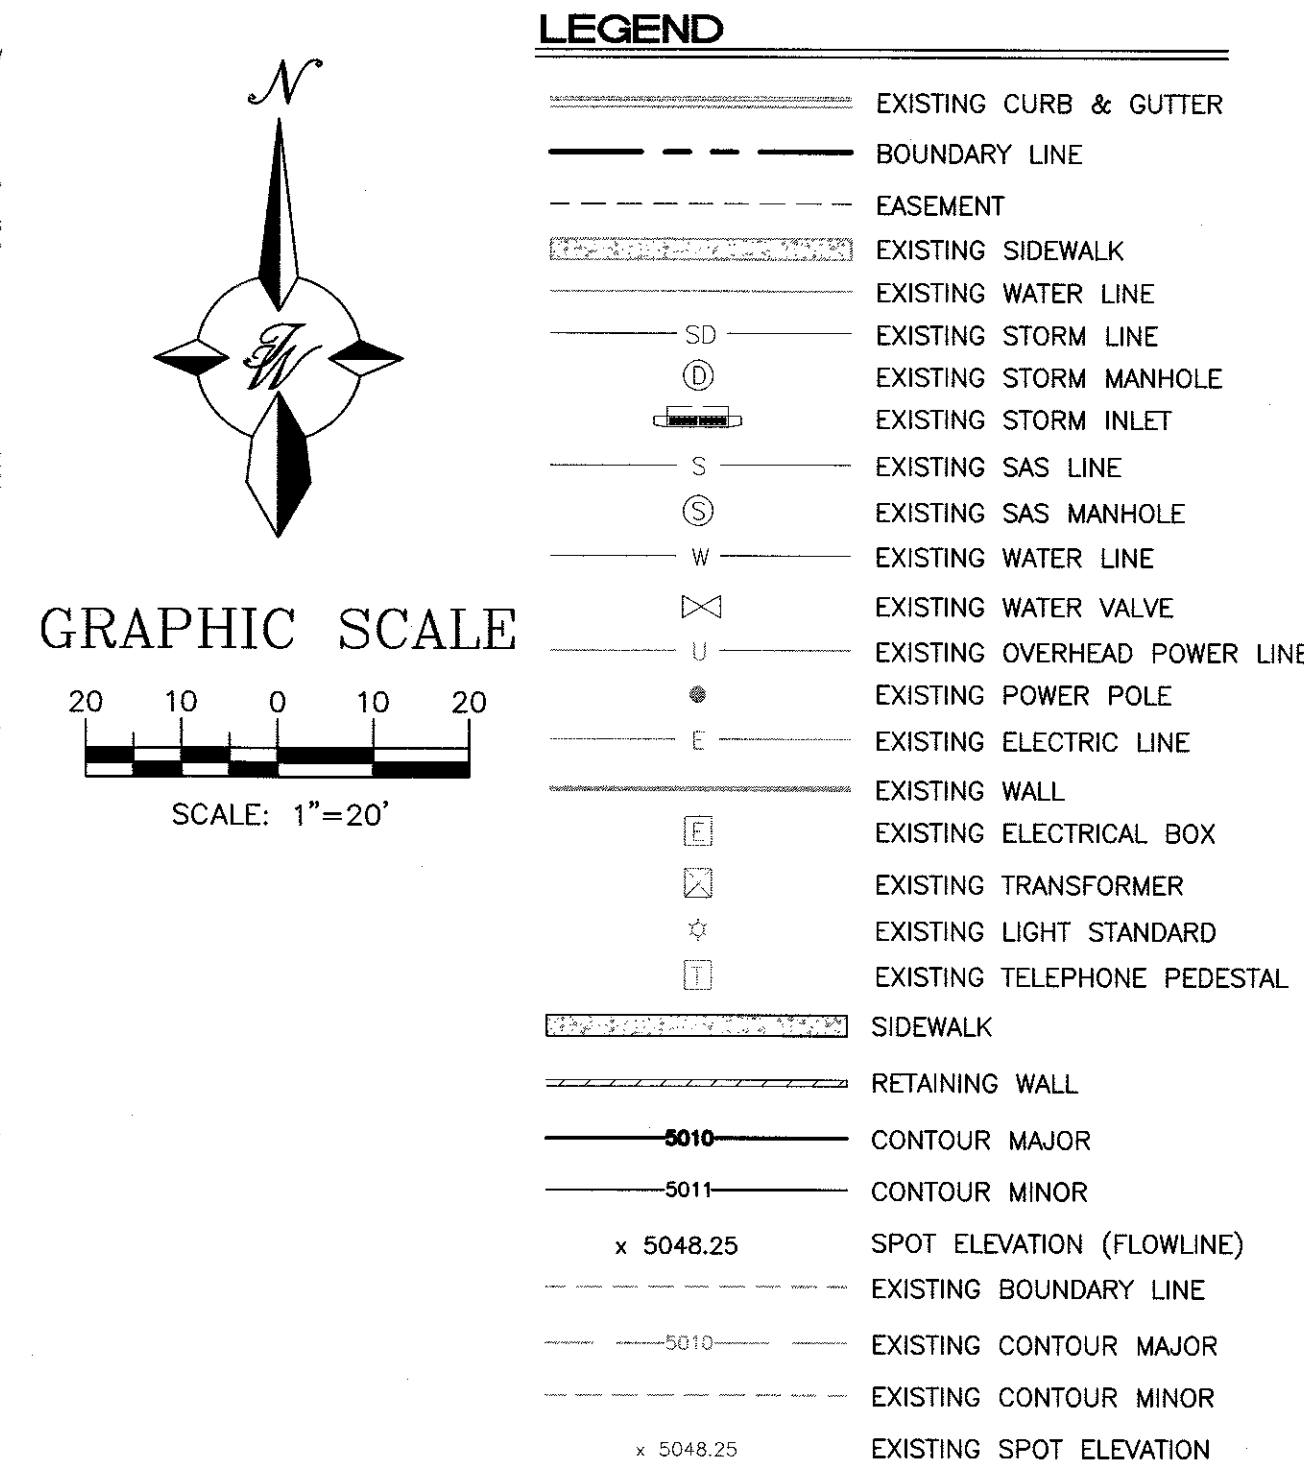 N
TW
GRAPHIC SCALE
20 10 0 10 20
SCALE: 1"=20'
LEGEND
EXISTING CURB & GUTTER
BOUNDARY LINE
EASEMENT
EXISTING SIDEWALK
EXISTING WATER LINE
SD EXISTING STORM LINE
D EXISTING STORM MANHOLE
EXISTING STORM INLET
S EXISTING SAS LINE
S EXISTING SAS MANHOLE
W EXISTING WATER LINE
EXISTING WATER VALVE
U EXISTING OVERHEAD POWER LINE
EXISTING POWER POLE
E EXISTING ELECTRIC LINE
EXISTING WALL
E EXISTING ELECTRICAL BOX
EXISTING TRANSFORMER
EXISTING LIGHT STANDARD
T EXISTING TELEPHONE PEDESTAL
SIDEWALK
RETAINING WALL
5010 CONTOUR MAJOR
5011 CONTOUR MINOR
x 5048.25 SPOT ELEVATION (FLOWLINE)
EXISTING BOUNDARY LINE
5010 EXISTING CONTOUR MAJOR
EXISTING CONTOUR MINOR
x 5048.25 EXISTING SPOT ELEVATION